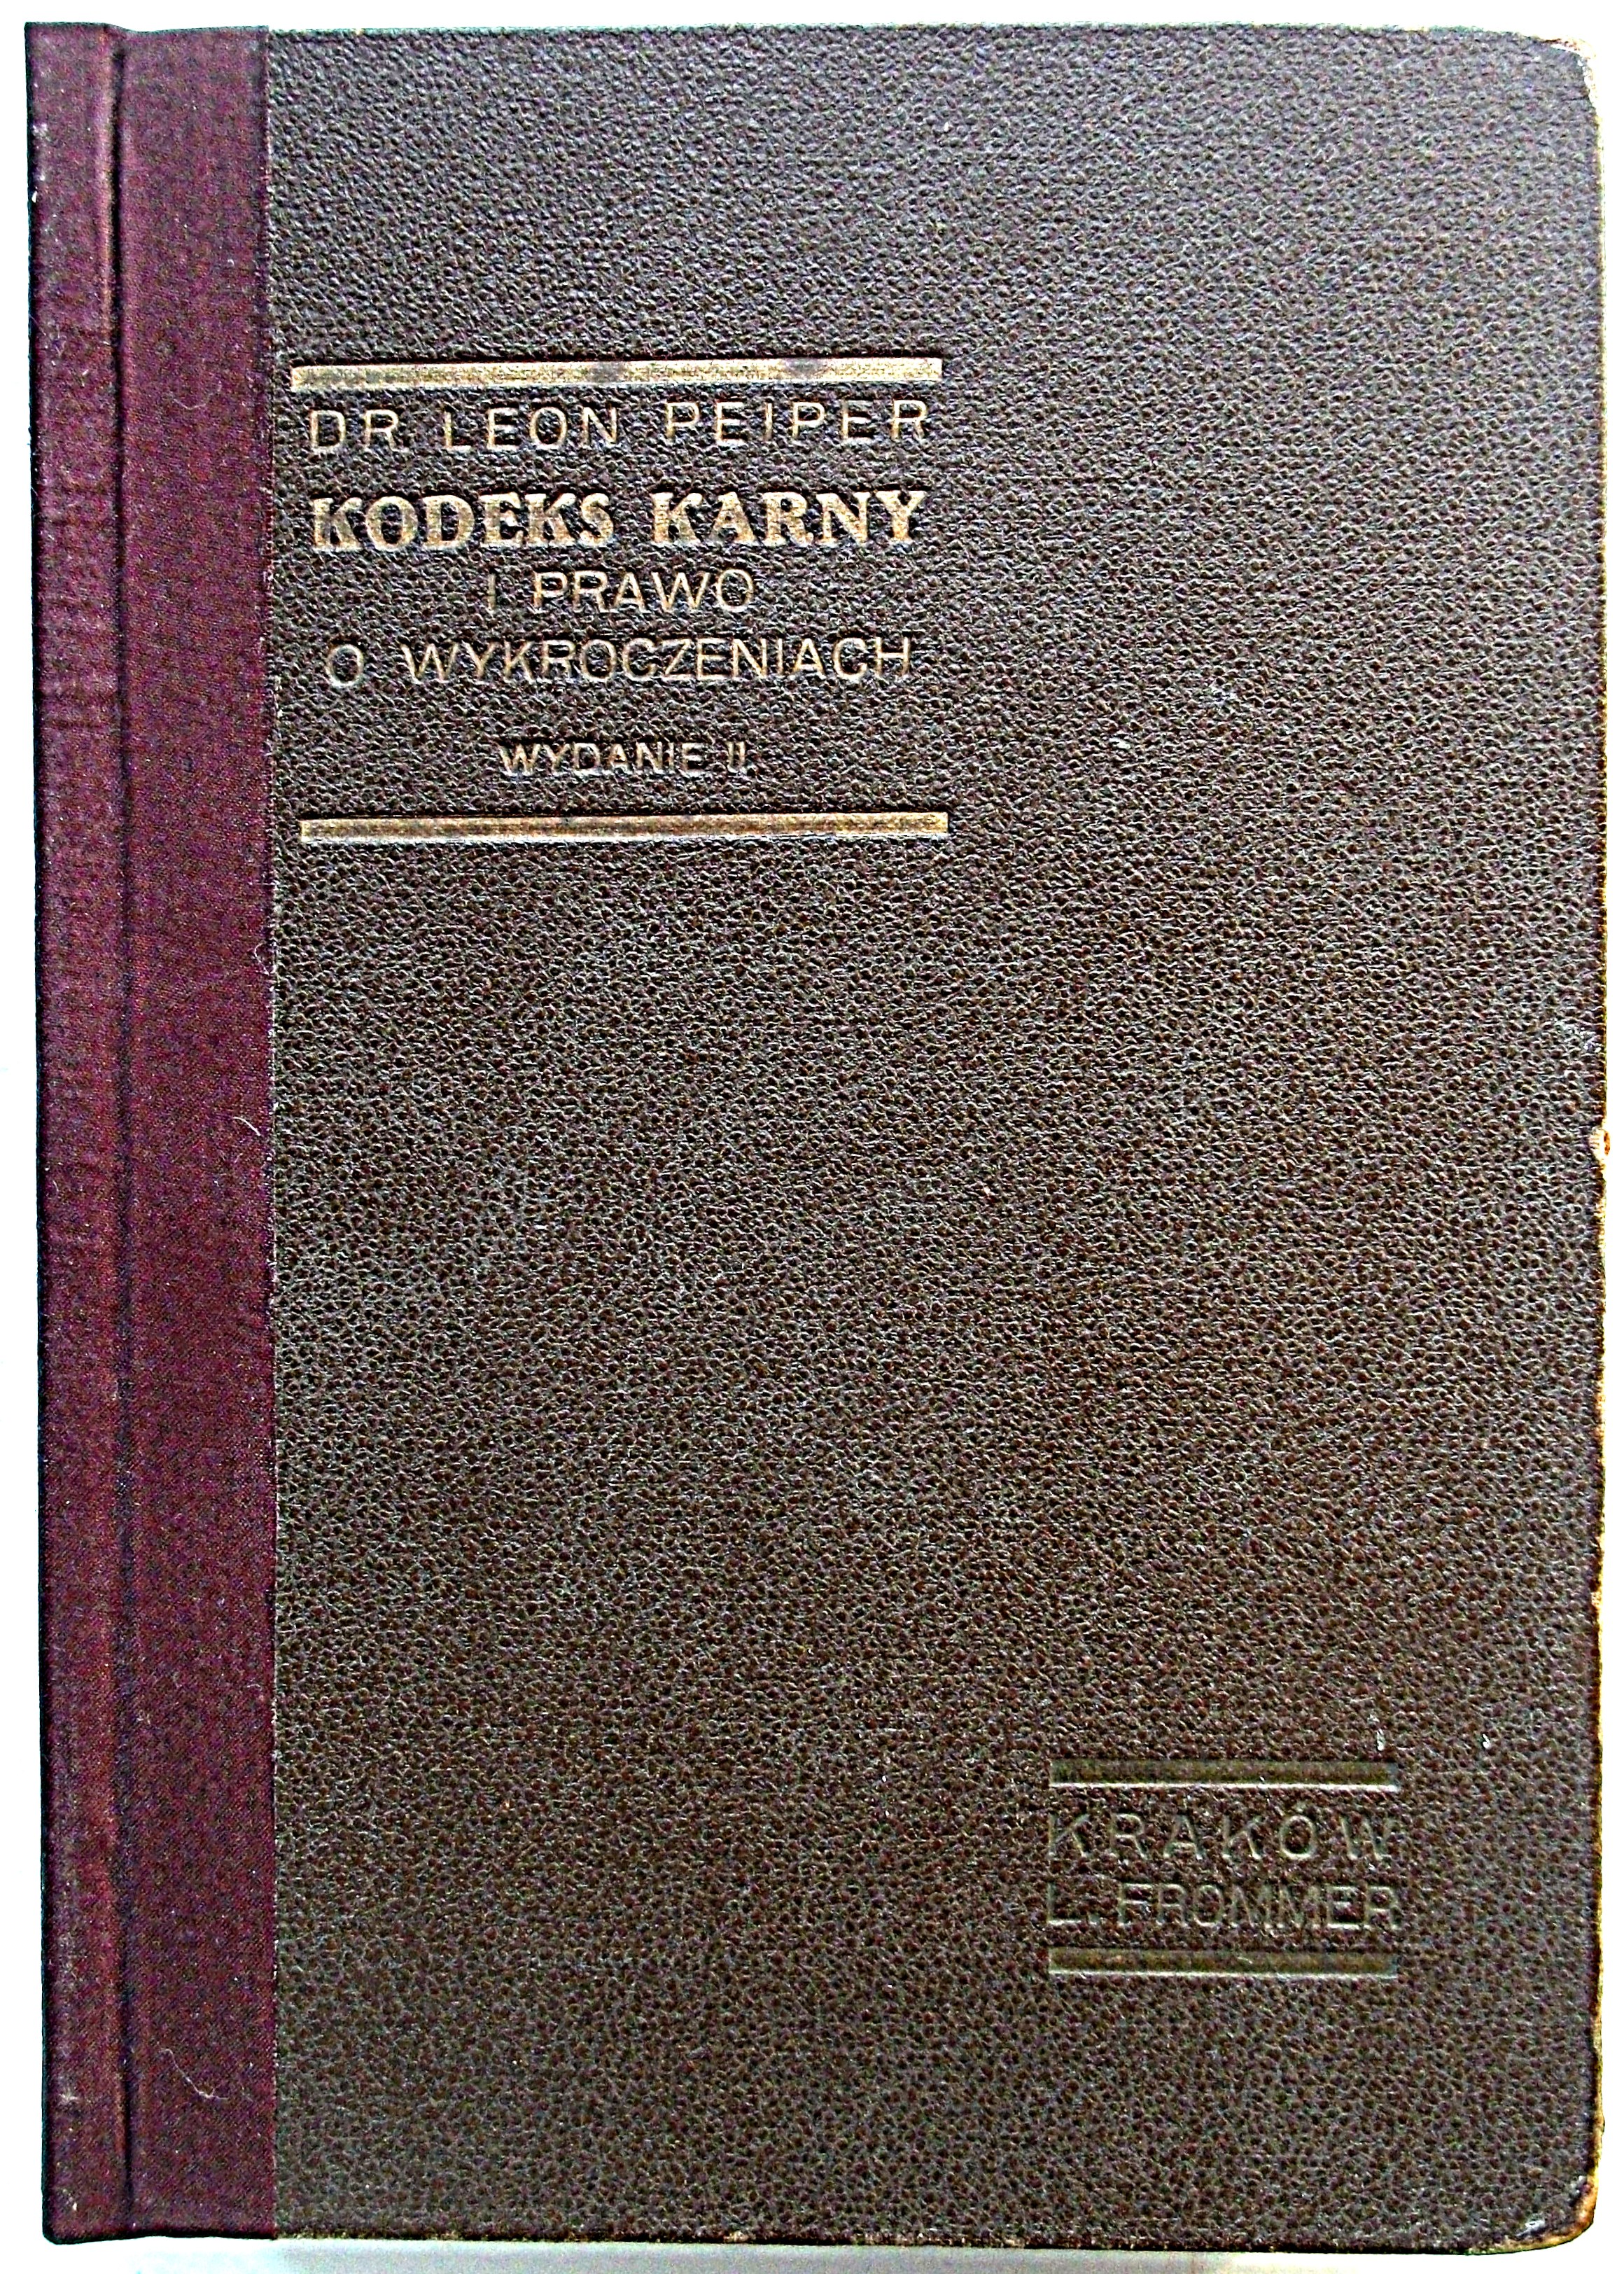 DR LEON PEIPER
KODEKS KARNY
I PRAWO
O WYKROCZENIACH
WYDANIE II
KRAKÓW
L. FROMMER